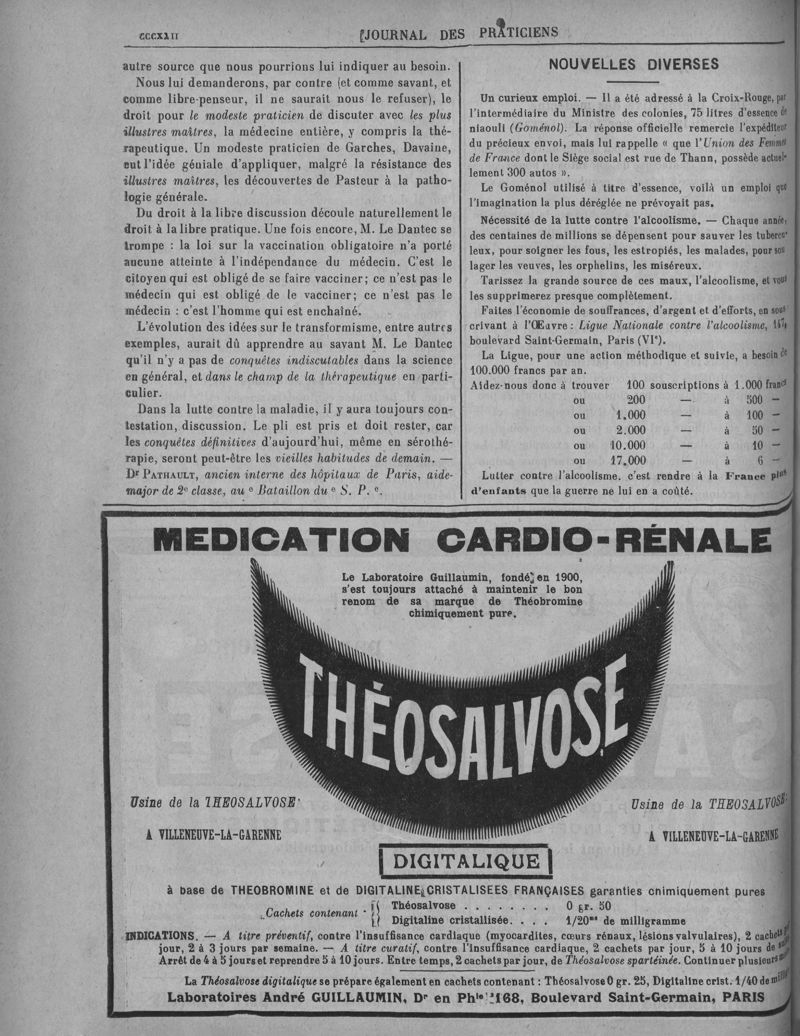 CCCXXII
JOURNAL DES PRATICIENS
autre source que nous pourrions lui indiquer au besoin.
Nous lui demanderons, par contre (et comme savant, et
comme libre-penseur, il ne saurait nous le refuser), le
droit pour le modeste praticien de discuter avec les plus
illustres maîtres, la médecine entière, y compris la thé-
rapeutique. Un modeste praticien de Garches, Davaine,
eut l'idée géniale d'appliquer, malgré la résistance des
illustres maîtres, les découvertes de Pasteur à la patho-
logie générale.
Du droit à la libre discussion découle naturellement le
droit à la libre pratique. Une fois encore, M. Le Dantec se
trompe : la loi sur la vaccination obligatoire n'a porté
aucune atteinte à l'indépendance du médecin. C'est le
citoyen qui est obligé de se faire vacciner; ce n'est pas le
médecin qui est obligé de le vacciner; ce n'est pas le
médecin : c'est l'homme qui est enchaîné.
L'évolution des idées sur le transformisme, entre autres
exemples, aurait dû apprendre au savant M. Le Dantec
qu'il n'y a pas de conquêtes indiscutables dans la science
en général, et dans le champ de la thérapeutique en parti-
culier.
Dans la lutte contre la maladie, il y aura toujours con-
testation, discussion. Le pli est pris et doit rester, car
les conquêtes définitives d'aujourd'hui, même en sérothé-
rapie, seront peut-être les vieilles habitudes de demain. —
Dr PATHAULT, ancien interne des hôpitaux de Paris, aide-
major de 2e classe, au e Bataillon du e S. P. e.
NOUVELLES DIVERSES
Un curieux emploi. — Il a été adressé à la Croix-Rouge, par
l'intermédiaire du Ministre des colonies, 75 litres d'essence de
niaouli (Goménol). La réponse officielle remercie l'expéditeur
du précieux envoi, mais lui rappelle « que l'Union des Femmes
de France dont le Siège social est rue de Thann, possède actuel-
lement 300 autos ».
Le Goménol utilisé à titre d'essence, voilà un emploi que
l'imagination la plus déréglée ne prévoyait pas.
Nécessité de la lutte contre l'alcoolisme. — Chaque année,
des centaines de millions se dépensent pour sauver les tubercu-
leux, pour soigner les fous, les estropiés, les malades, pour sou-
lager les veuves, les orphelins, les miséreux.
Tarissez la grande source de ces maux, l'alcoolisme, et vous
les supprimerez presque complètement.
Faites l'économie de souffrances, d'argent et d'efforts, en sous-
crivant à l'Œuvre : Ligue Nationale contre l'alcoolisme, 147,
boulevard Saint-Germain, Paris (VIe).
La Ligue, pour une action méthodique et suivie, a besoin de
100.000 francs par an.
Aidez-nous donc à trouver 100 souscriptions à 1.000 francs
ou 200 — à 500 —
ou 1.000 — à 100 —
ou 2.000 — à 50 —
ou 10.000 — à 10 —
ou 17.000 — à 6 —
Lutter contre l'alcoolisme. c'est rendre à la France plus
d'enfants que la guerre ne lui en a coûté.
MEDICATION CARDIO-RÉNALE
Le Laboratoire Guillaumin, fondé en 1900,
s'est toujours attaché à maintenir le bon
renom de sa marque de Théobromine
chimiquement pure.
THÉOSALVOSE
Usine de la THEOSALVOSE
A VILLENEUVE-LA-GARENNE
Usine de la THEOSALVOSE
A VILLENEUVE-LA-GARENNE
DIGITALIQUE
à base de THEOBROMINE et de DIGITALINE CRISTALISEES FRANÇAISES garanties chimiquement pures
Cachets contenant
Théosalvose . . . . . . . . 0 gr. 50
Digitaline cristallisée. . . . 1/20me de milligramme
INDICATIONS. — A titre préventif, contre l'insuffisance cardiaque (myocardites, cœurs rénaux, lésions valvulaires), 2 cachets
jour, 2 à 3 jours par semaine. — A titre curatif, contre l'insuffisance cardiaque, 2 cachets par jour, 5 à 10 jours de
Arrêt de 4 à 5 jours et reprendre 5 à 10 jours. Entre temps, 2 cachets par jour, de Théosalvose spartéinée. Continuer plusieurs
La Théosalvose digitalique se prépare également en cachets contenant : Théosalvose 0 gr. 25, Digitaline crist. 1/40 de
Laboratoires André GUILLAUMIN, Dr en Phie 168, Boulevard Saint-Germain, PARIS